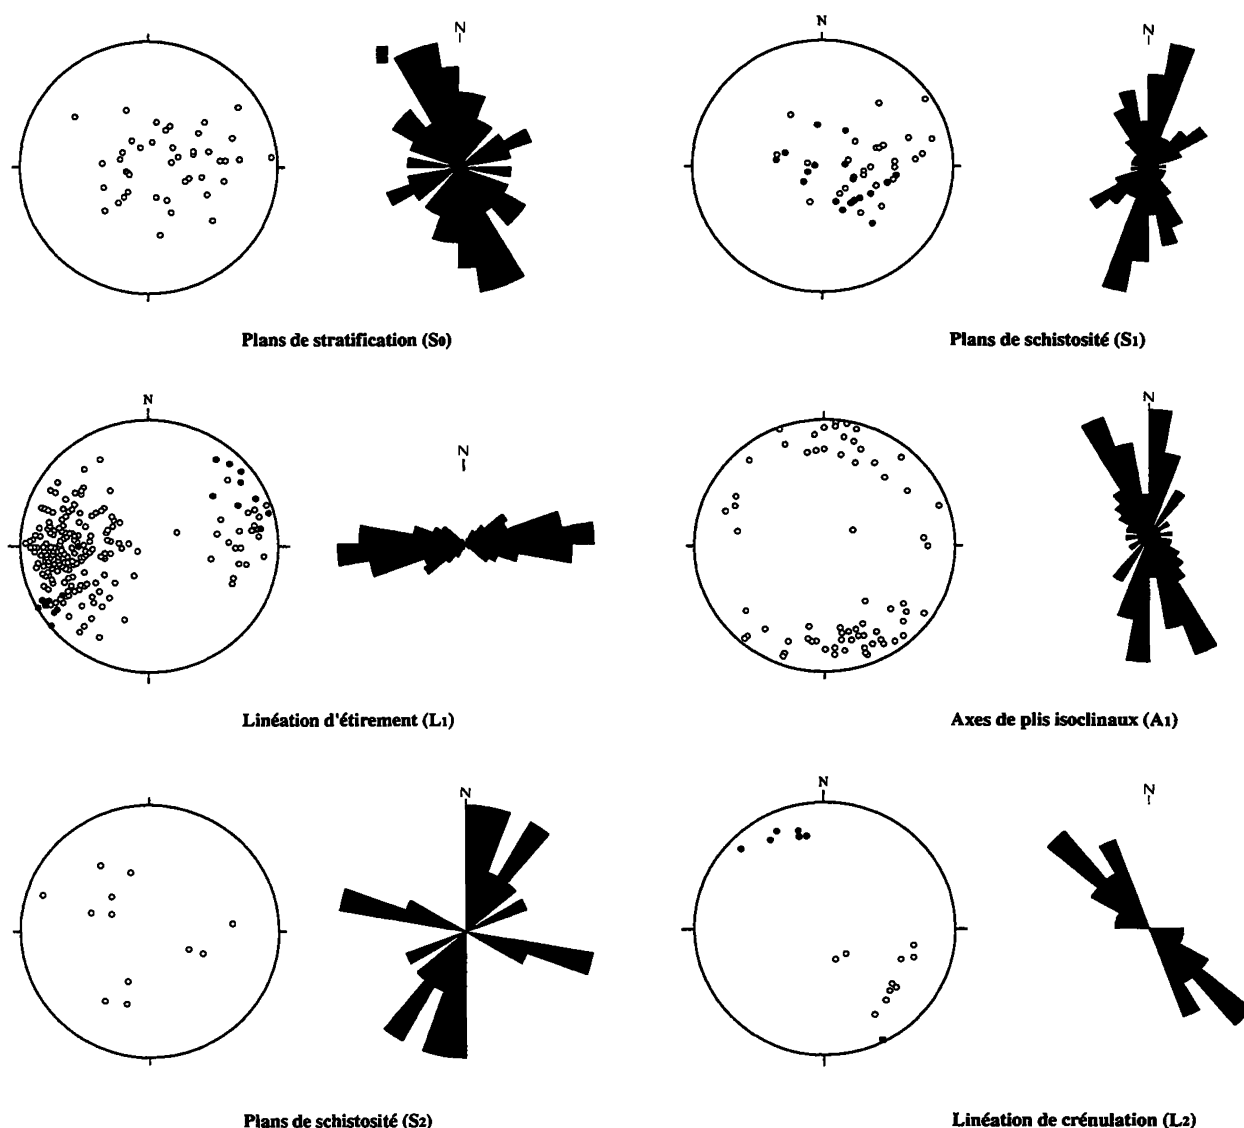 N
N
N
N
Plans de stratification (S0)
Plans de schistosité (S1)
N
N
N
Linéation d'étirement (L1)
Axes de plis isoclinaux (A1)
N
N
N
Plans de schistosité (S2)
Linéation de crénulation (L2)